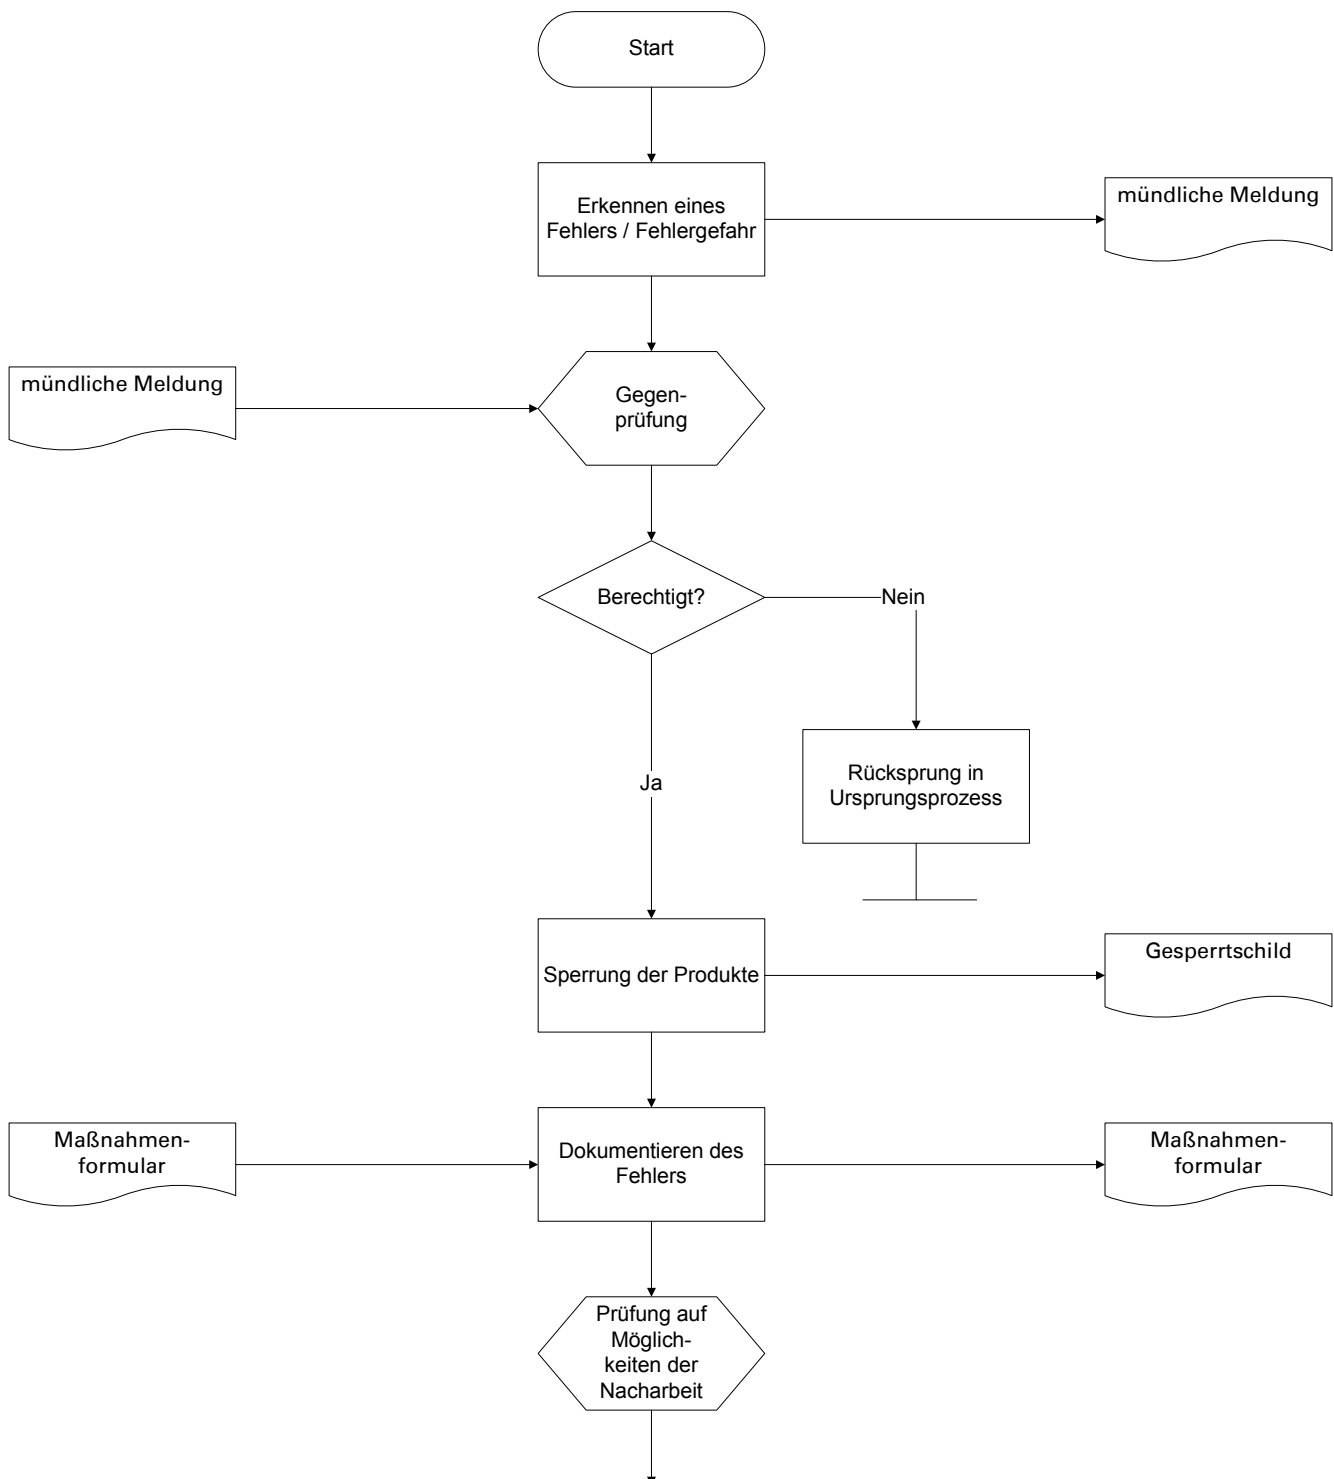 Start
Erkennen eines
Fehlers / Fehlergefahr
mündliche Meldung
mündliche Meldung
Gegen-
prüfung
Berechtigt?
Nein
Rücksprung in
Ursprungsprozess
Ja
Sperrung der Produkte
Gesperrtschild
Maßnahmen-
formular
Dokumentieren des
Fehlers
Maßnahmen-
formular
Prüfung auf
Möglich-
keiten der
Nacharbeit